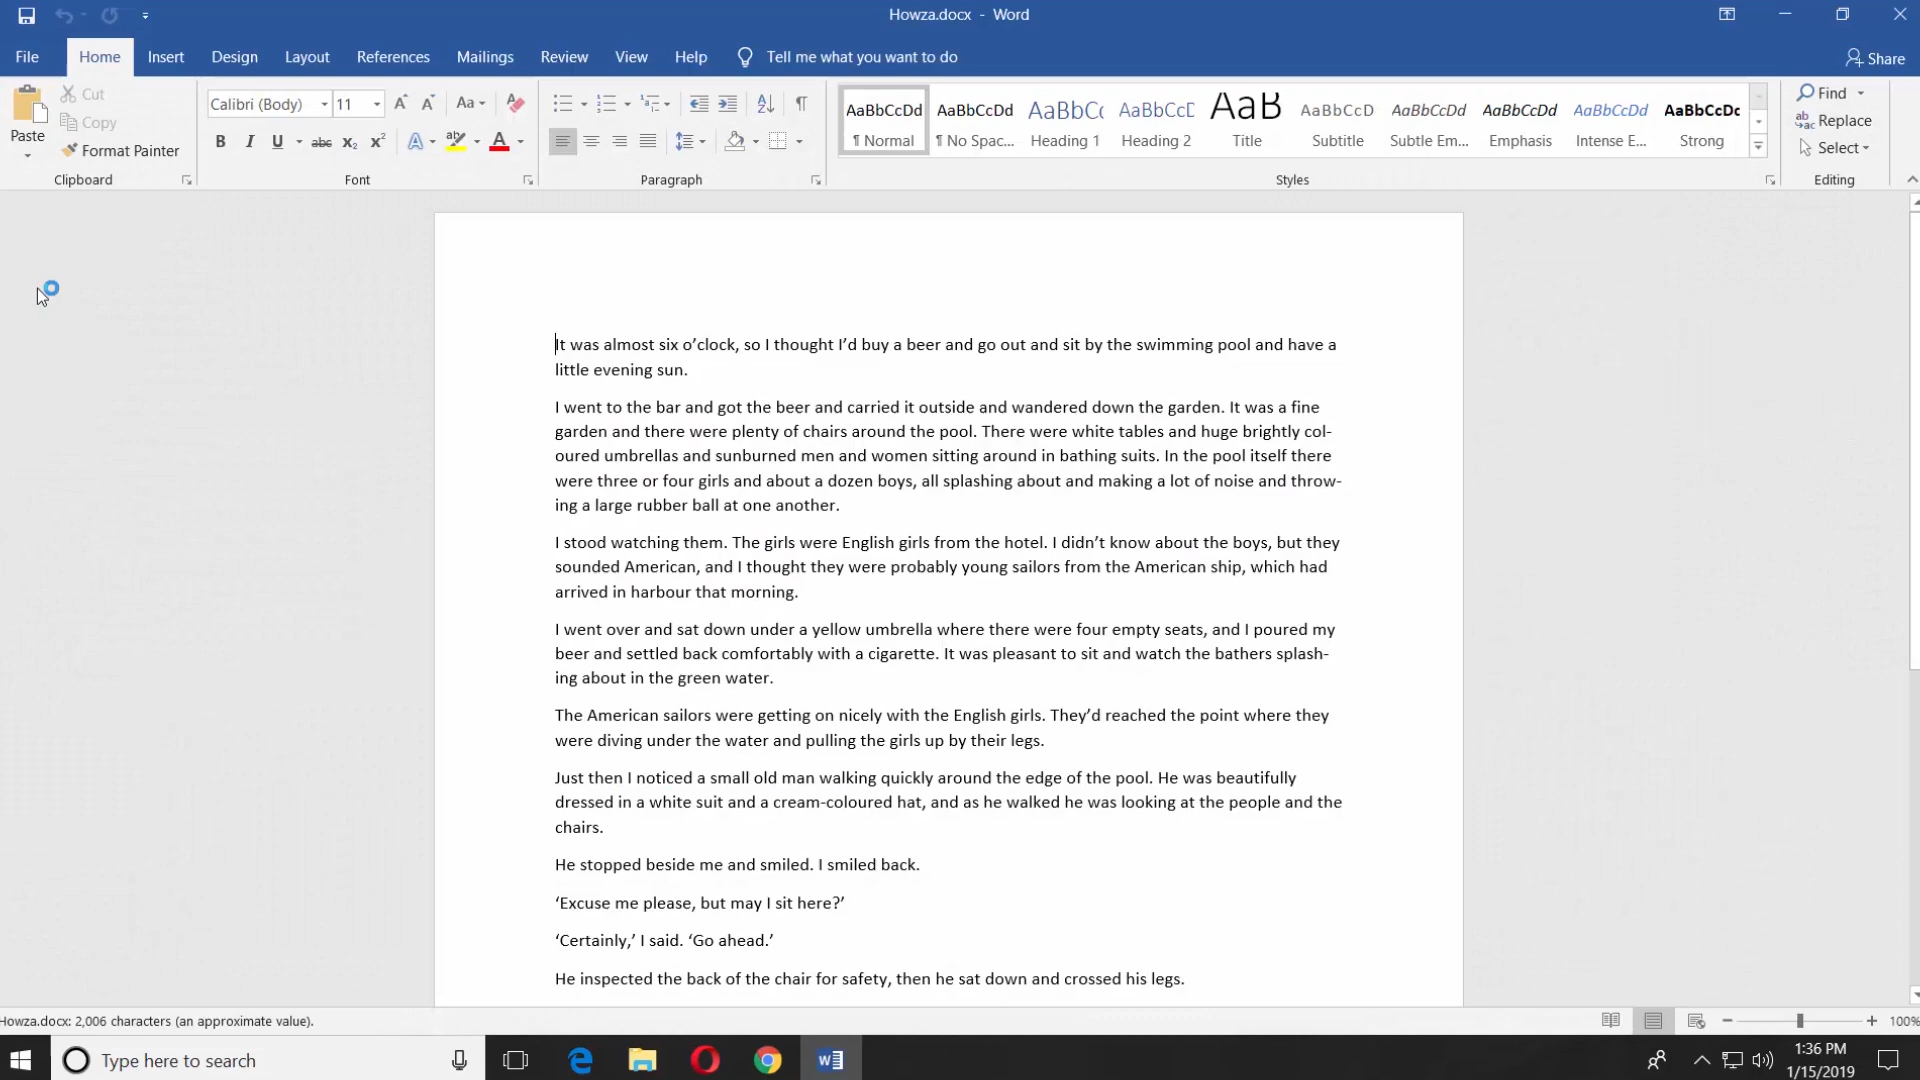 Howza.docx - Word
File Home Insert Design Layout References Mailings Review View Help Tell me what you want to do Share
Paste
Cut
Copy
Format Painter
Clipboard
Calibri (Body) 11
Font
Paragraph
AaBbCcDd AaBbCcDd AaBbCc AaBbCcD AaB AaBbCcD AaBbCcDd AaBbCcDd AaBbCcDd AaBbCcDc
¶ Normal ¶ No Spac... Heading 1 Heading 2 Title Subtitle Subtle Em... Emphasis Intense E... Strong
Styles
Find
Replace
Select
Editing
It was almost six o’clock, so I thought I’d buy a beer and go out and sit by the swimming pool and have a
little evening sun.
I went to the bar and got the beer and carried it outside and wandered down the garden. It was a fine
garden and there were plenty of chairs around the pool. There were white tables and huge brightly col-
oured umbrellas and sunburned men and women sitting around in bathing suits. In the pool itself there
were three or four girls and about a dozen boys, all splashing about and making a lot of noise and throw-
ing a large rubber ball at one another.
I stood watching them. The girls were English girls from the hotel. I didn’t know about the boys, but they
sounded American, and I thought they were probably young sailors from the American ship, which had
arrived in harbour that morning.
I went over and sat down under a yellow umbrella where there were four empty seats, and I poured my
beer and settled back comfortably with a cigarette. It was pleasant to sit and watch the bathers splash-
ing about in the green water.
The American sailors were getting on nicely with the English girls. They’d reached the point where they
were diving under the water and pulling the girls up by their legs.
Just then I noticed a small old man walking quickly around the edge of the pool. He was beautifully
dressed in a white suit and a cream-coloured hat, and as he walked he was looking at the people and the
chairs.
He stopped beside me and smiled. I smiled back.
‘Excuse me please, but may I sit here?’
‘Certainly,’ I said. ‘Go ahead.’
He inspected the back of the chair for safety, then he sat down and crossed his legs.
Howza.docx: 2,006 characters (an approximate value).
100%
Type here to search
1:36 PM
1/15/2019